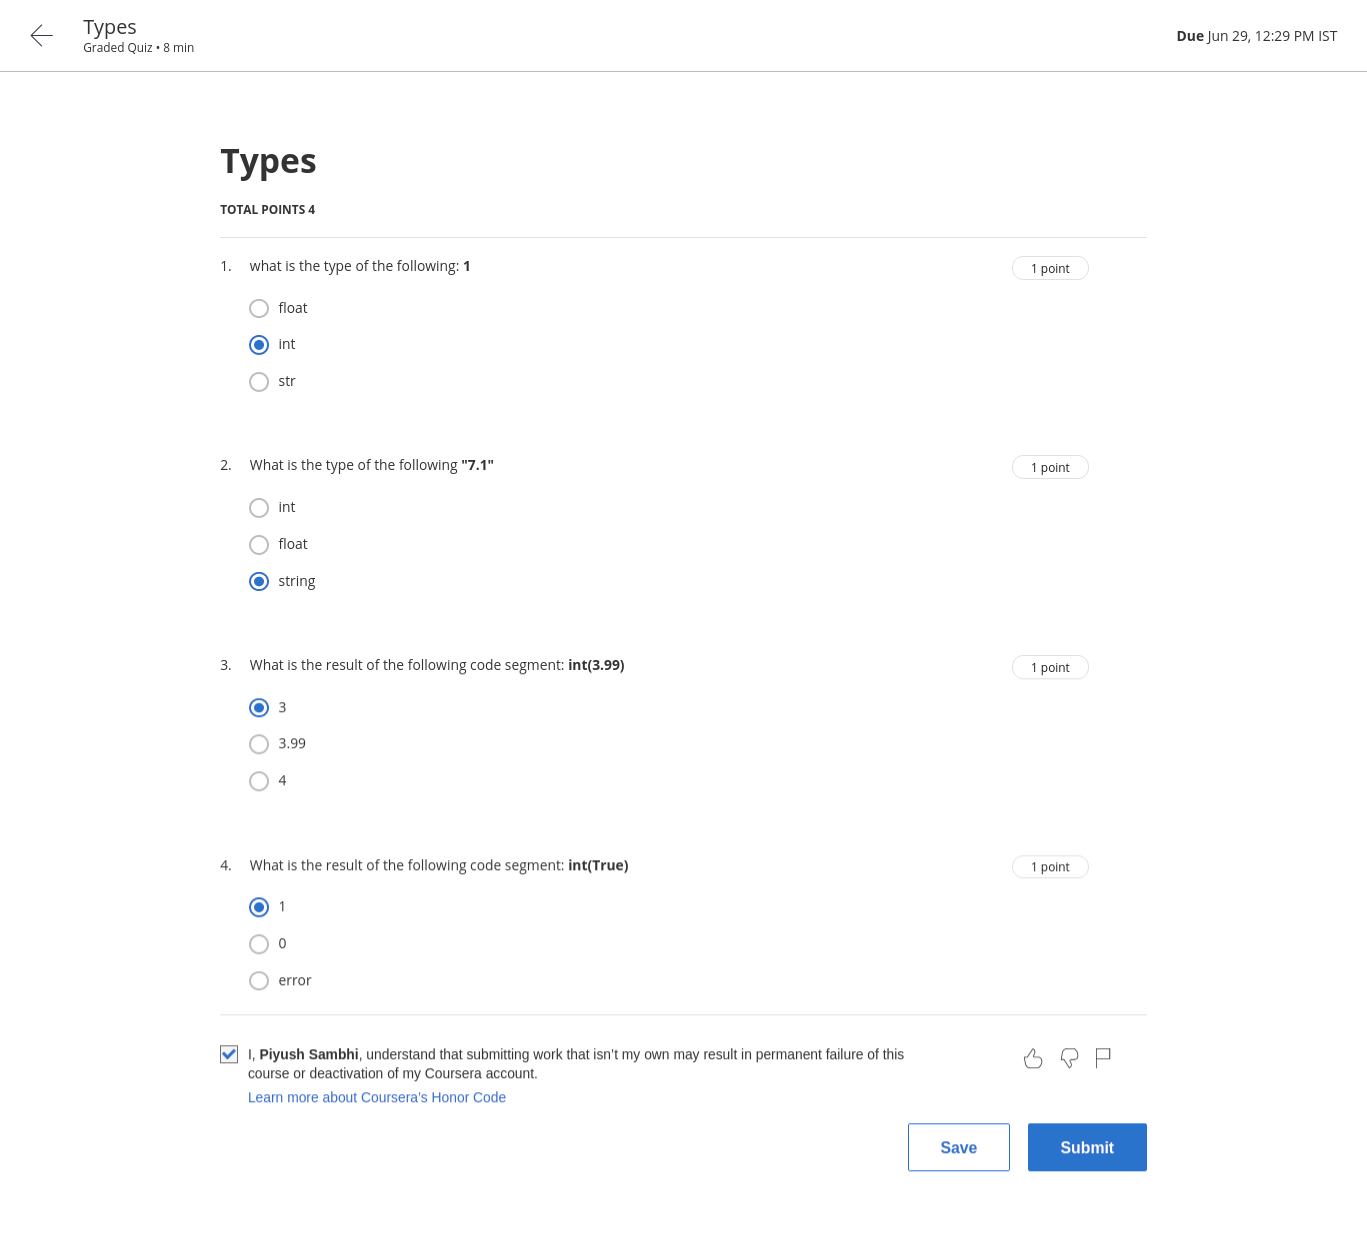 Types
Graded Quiz • 8 min
Due Jun 29, 12:29 PM IST
Types
TOTAL POINTS 4
1. what is the type of the following: 1
1 point
float
int
str
2. What is the type of the following "7.1"
1 point
int
float
string
3. What is the result of the following code segment: int(3.99)
1 point
3
3.99
4
4. What is the result of the following code segment: int(True)
1 point
1
0
error
I, Piyush Sambhi, understand that submitting work that isn’t my own may result in permanent failure of this
course or deactivation of my Coursera account.
Learn more about Coursera’s Honor Code
Save
Submit